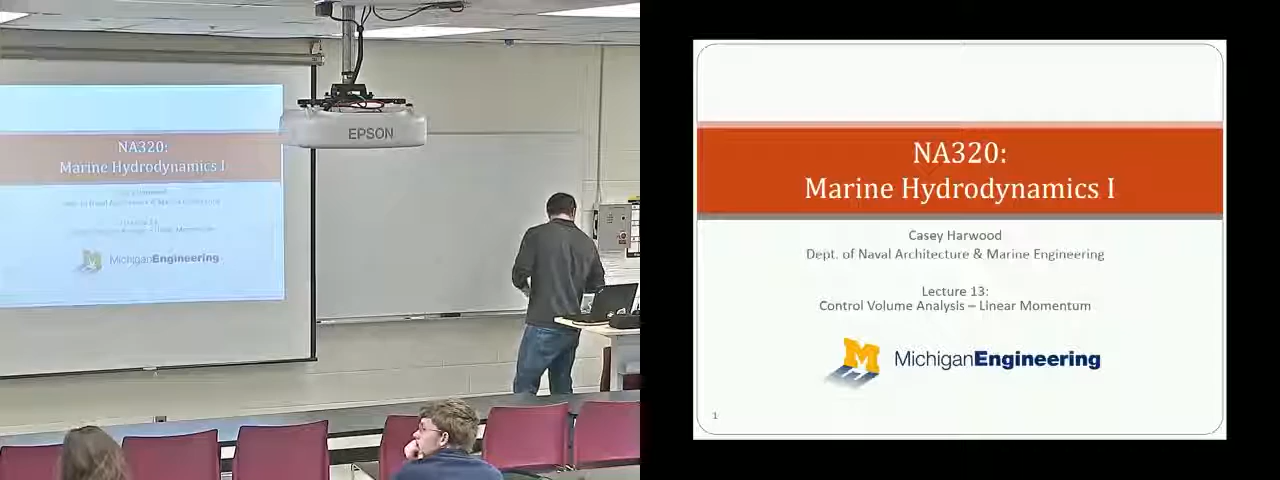 NA320:
Marine Hydrodynamics I
MichiganEngineering
EPSON
NA320:
Marine Hydrodynamics I
Casey Harwood
Dept. of Naval Architecture & Marine Engineering
Lecture 13:
Control Volume Analysis – Linear Momentum
M
MichiganEngineering
1